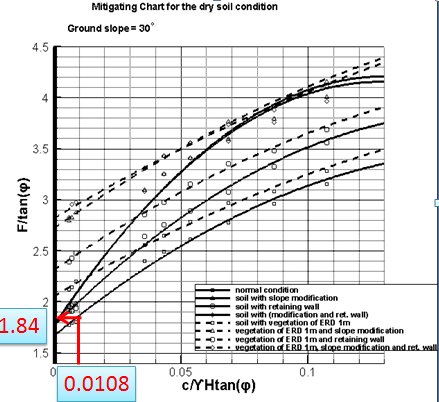 Mitigating Chart for the dry soil condition
Ground slope = 30°
4.5
4
3.5
3
2.5
2
1.5
F/tan(φ)
1.84
normal condition
soil with slope modification
soil with retaining wall
soil with (modification and ret. wall)
soil with vegetation of ERD 1m
vegetation of ERD 1m and slope modification
vegetation of ERD 1m and retaining wall
vegetation of ERD 1m, slope modification and ret. wall
0 0.05 0.1
0.0108
c/ϒHtan(φ)